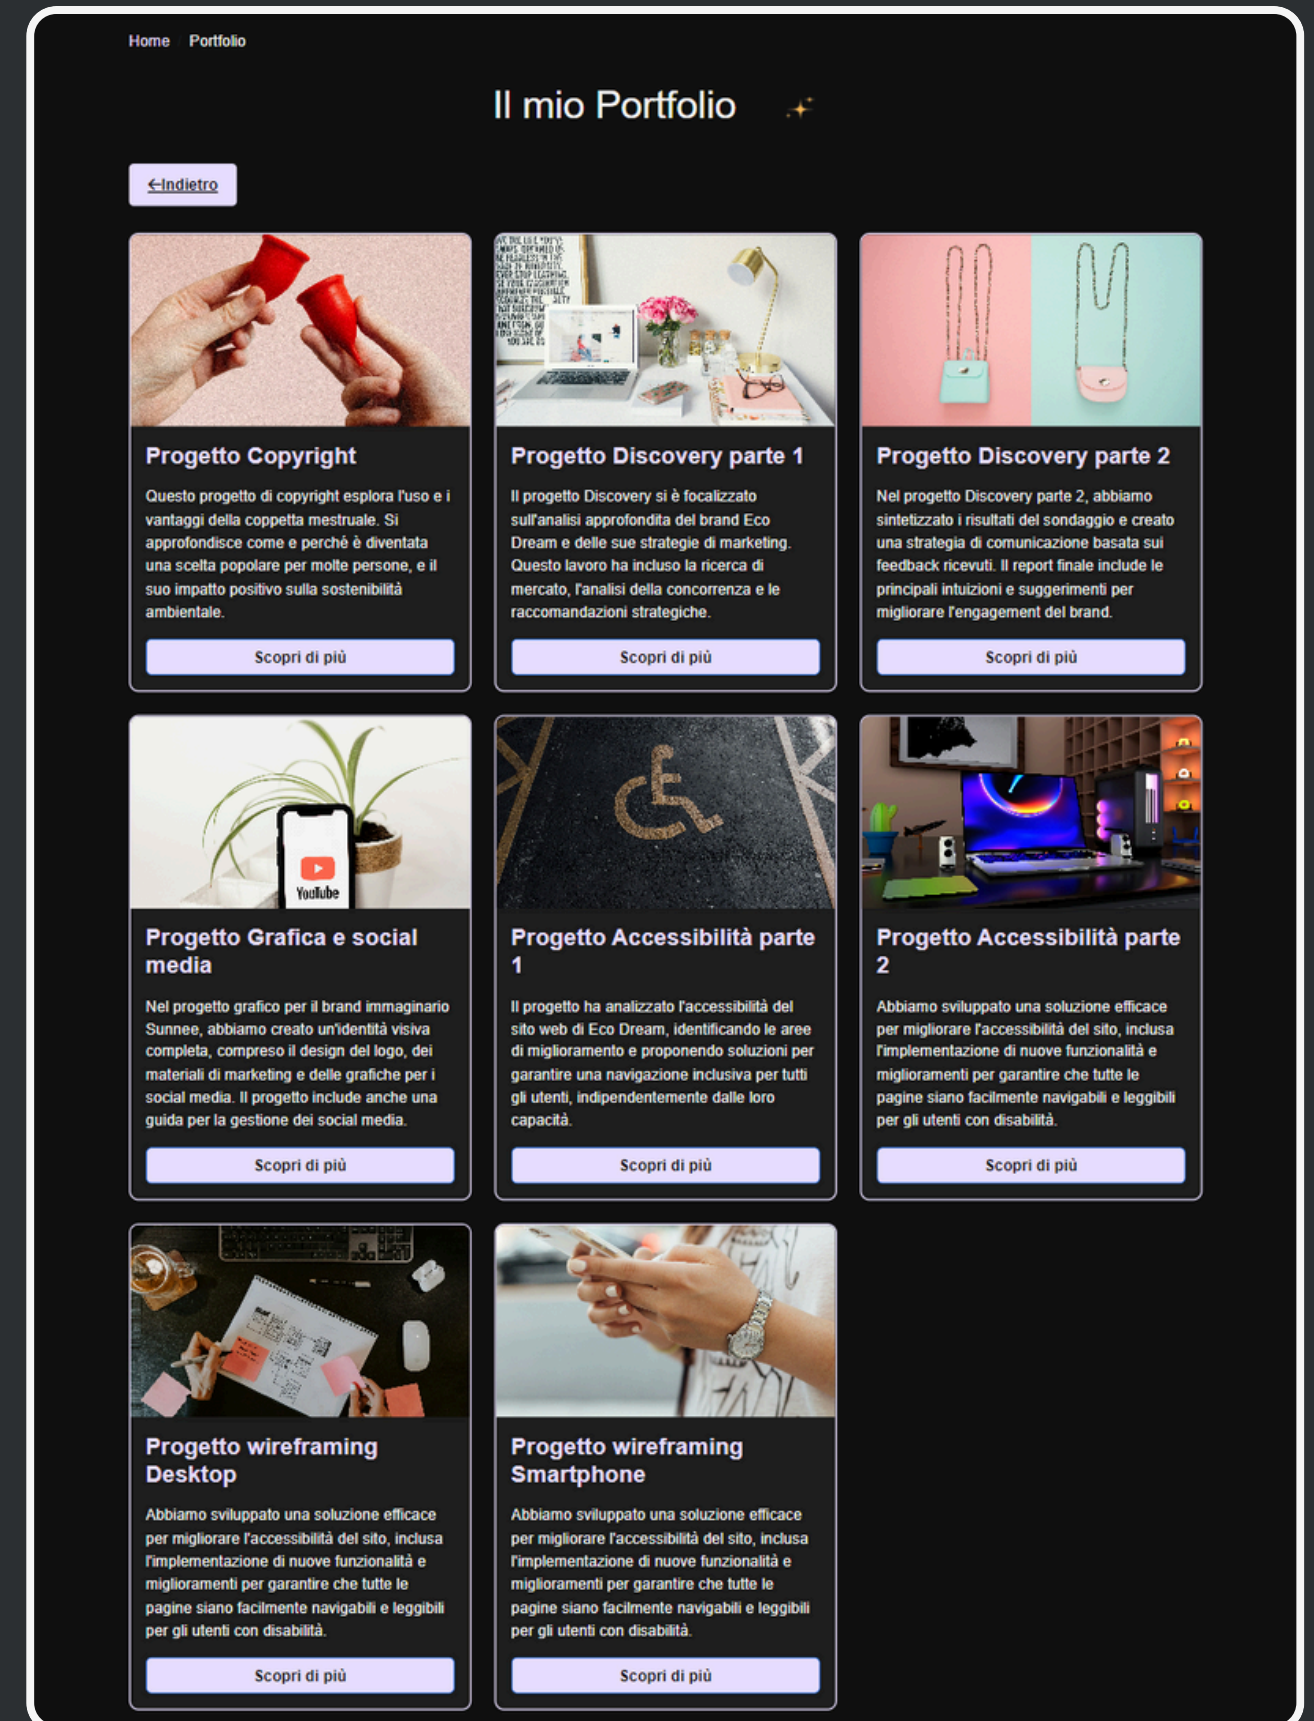 Home Portfolio
Il mio Portfolio
←Indietro
Progetto Copyright
Questo progetto di copyright esplora l'uso e i
vantaggi della coppetta mestruale. Si
approfondisce come e perché è diventata
una scelta popolare per molte persone, e il
suo impatto positivo sulla sostenibilità
ambientale.
Scopri di più
Progetto Discovery parte 1
Il progetto Discovery si è focalizzato
sull'analisi approfondita del brand Eco
Dream e delle sue strategie di marketing.
Questo lavoro ha incluso la ricerca di
mercato, l'analisi della concorrenza e le
raccomandazioni strategiche.
Scopri di più
Progetto Discovery parte 2
Nel progetto Discovery parte 2, abbiamo
sintetizzato i risultati del sondaggio e creato
una strategia di comunicazione basata sui
feedback ricevuti. Il report finale include le
principali intuizioni e suggerimenti per
migliorare l'engagement del brand.
Scopri di più
YouTube
Progetto Grafica e social
media
Nel progetto grafico per il brand immaginario
Sunnee, abbiamo creato un'identità visiva
completa, compreso il design del logo, dei
materiali di marketing e delle grafiche per i
social media. Il progetto include anche una
guida per la gestione dei social media.
Scopri di più
Progetto Accessibilità parte
1
Il progetto ha analizzato l'accessibilità del
sito web di Eco Dream, identificando le aree
di miglioramento e proponendo soluzioni per
garantire una navigazione inclusiva per tutti
gli utenti, indipendentemente dalle loro
capacità.
Scopri di più
Progetto Accessibilità parte
2
Abbiamo sviluppato una soluzione efficace
per migliorare l'accessibilità del sito, inclusa
l'implementazione di nuove funzionalità e
miglioramenti per garantire che tutte le
pagine siano facilmente navigabili e leggibili
per gli utenti con disabilità.
Scopri di più
Progetto wireframing
Desktop
Abbiamo sviluppato una soluzione efficace
per migliorare l'accessibilità del sito, inclusa
l'implementazione di nuove funzionalità e
miglioramenti per garantire che tutte le
pagine siano facilmente navigabili e leggibili
per gli utenti con disabilità.
Scopri di più
Progetto wireframing
Smartphone
Abbiamo sviluppato una soluzione efficace
per migliorare l'accessibilità del sito, inclusa
l'implementazione di nuove funzionalità e
miglioramenti per garantire che tutte le
pagine siano facilmente navigabili e leggibili
per gli utenti con disabilità.
Scopri di più